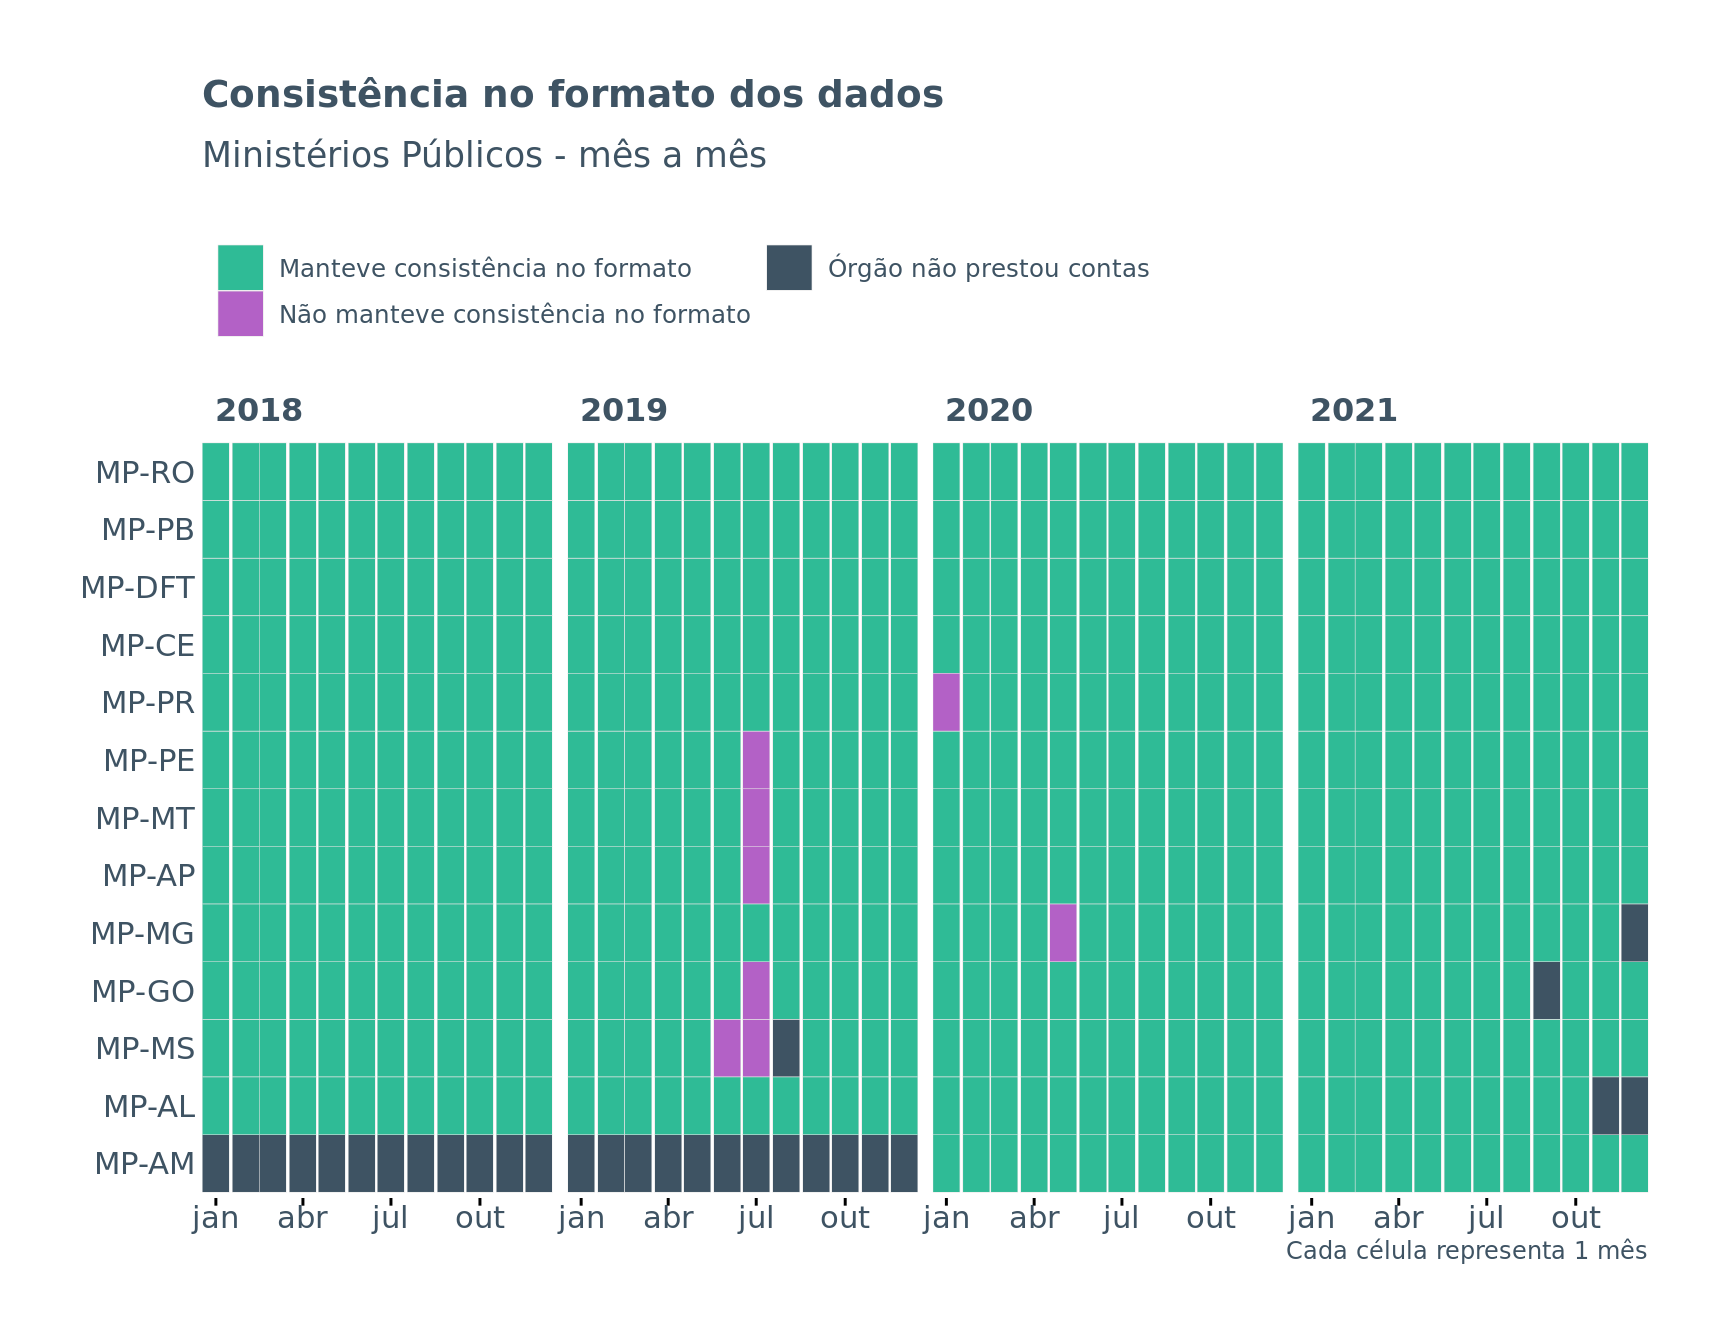 Consistência no formato dos dados
Ministérios Públicos - mês a mês
Manteve consistência no formato
Não manteve consistência no formato
Órgão não prestou contas
2018 2019 2020 2021
MP-RO
MP-PB
MP-DFT
MP-CE
MP-PR
MP-PE
MP-MT
MP-AP
MP-MG
MP-GO
MP-MS
MP-AL
MP-AM
jan abr jul out jan abr jul out jan abr jul out jan abr jul out
Cada célula representa 1 mês